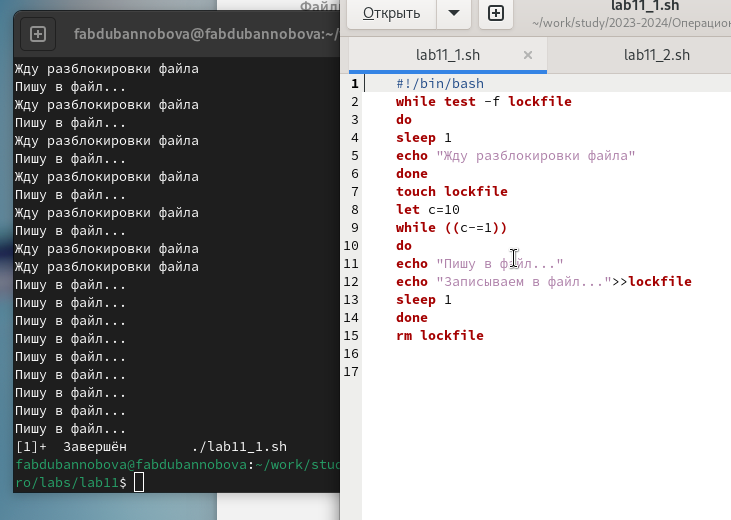 Файлы
fabdubannobova@fabdubannobova:~/
Жду разблокировки файла
Пишу в файл...
Жду разблокировки файла
Пишу в файл...
Жду разблокировки файла
Пишу в файл...
Жду разблокировки файла
Пишу в файл...
Жду разблокировки файла
Пишу в файл...
Жду разблокировки файла
Жду разблокировки файла
Пишу в файл...
Пишу в файл...
Пишу в файл...
Пишу в файл...
Пишу в файл...
Пишу в файл...
Пишу в файл...
Пишу в файл...
Пишу в файл...
[1]+  Завершён        ./lab11_1.sh
fabdubannobova@fabdubannobova:~/work/stud
ro/labs/lab11$
Открыть
lab11_1.sh
~/work/study/2023-2024/Операцион
lab11_1.sh × lab11_2.sh
1 #!/bin/bash
2 while test -f lockfile
3 do
4 sleep 1
5 echo "Жду разблокировки файла"
6 done
7 touch lockfile
8 let c=10
9 while ((c-=1))
10 do
11 echo "Пишу в файл..."
12 echo "Записываем в файл...">>lockfile
13 sleep 1
14 done
15 rm lockfile
16
17